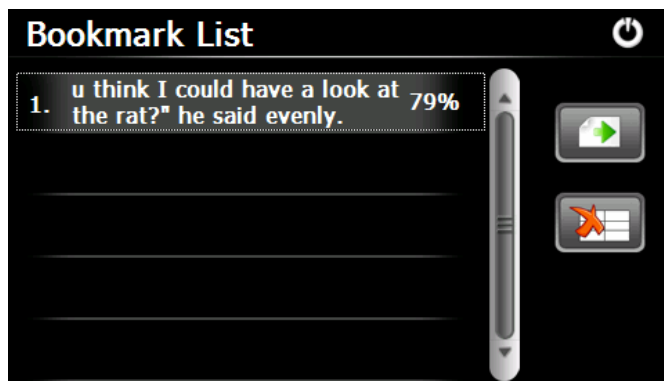 Bookmark List
1. u think I could have a look at 79%
the rat?" he said evenly.